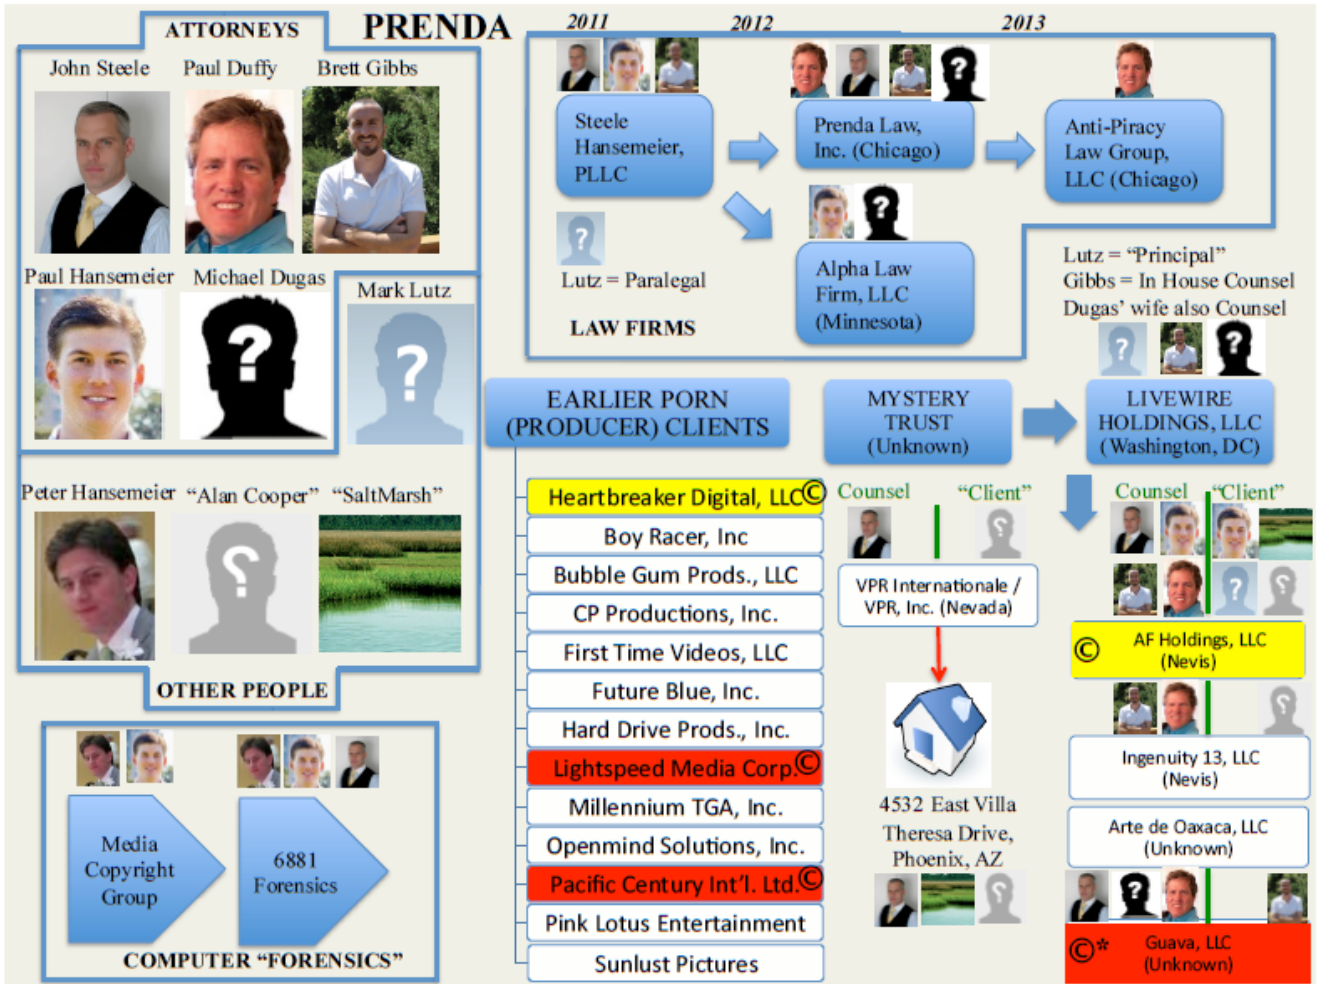 PRENDA
2011
2012
2013
ATTORNEYS
John Steele
Paul Duffy
Brett Gibbs
Paul Hansemeier
Michael Dugas
Mark Lutz
?
?
Peter Hansemeier
“Alan Cooper”
“SaltMarsh”
?
OTHER PEOPLE
Steele
Hansemeier,
PLLC
?
Lutz = Paralegal
LAW FIRMS
?
Prenda Law,
Inc. (Chicago)
?
Alpha Law
Firm, LLC
(Minnesota)
Anti-Piracy
Law Group,
LLC (Chicago)
Lutz = “Principal”
Gibbs = In House Counsel
Dugas’ wife also Counsel
?
?
EARLIER PORN
(PRODUCER) CLIENTS
Heartbreaker Digital, LLC ©
Boy Racer, Inc
Bubble Gum Prods., LLC
CP Productions, Inc.
First Time Videos, LLC
Future Blue, Inc.
Hard Drive Prods., Inc.
Lightspeed Media Corp. ©
Millennium TGA, Inc.
Openmind Solutions, Inc.
Pacific Century Int’l. Ltd. ©
Pink Lotus Entertainment
Sunlust Pictures
MYSTERY
TRUST
(Unknown)
LIVEWIRE
HOLDINGS, LLC
(Washington, DC)
Counsel
“Client”
?
VPR Internationale /
VPR, Inc. (Nevada)
4532 East Villa
Theresa Drive,
Phoenix, AZ
?
Counsel
“Client”
?
?
©
AF Holdings, LLC
(Nevis)
?
Ingenuity 13, LLC
(Nevis)
Arte de Oaxaca, LLC
(Unknown)
?
©*
Guava, LLC
(Unknown)
Media
Copyright
Group
6881
Forensics
COMPUTER “FORENSICS”